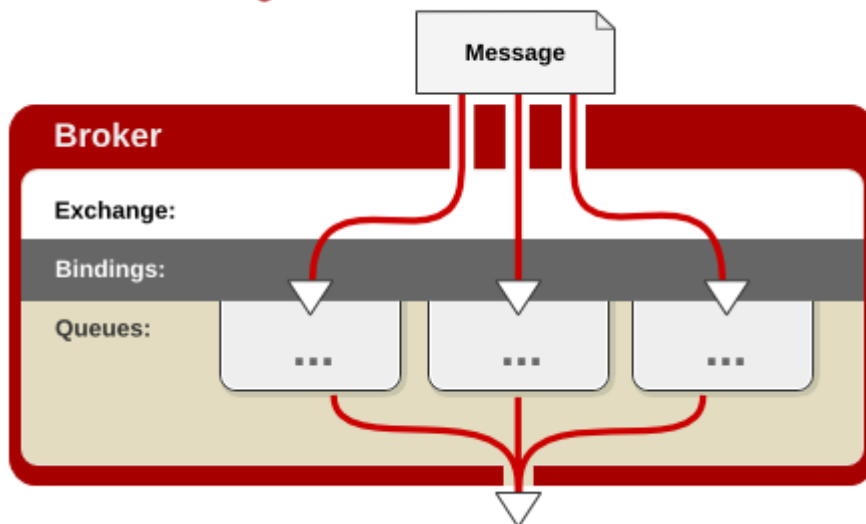 Message
Broker
Exchange:
Bindings:
Queues:
... ... ...